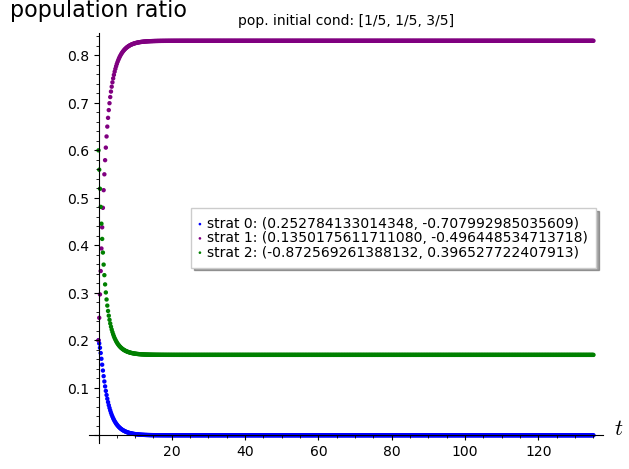 population ratio
pop. initial cond: [1/5, 1/5, 3/5]
0.8
0.7
0.6
0.5
0.4
0.3
0.2
0.1
strat 0: (0.252784133014348, -0.707992985035609)
strat 1: (0.1350175611711080, -0.496448534713718)
strat 2: (-0.872569261388132, 0.396527722407913)
20 40 60 80 100 120
t